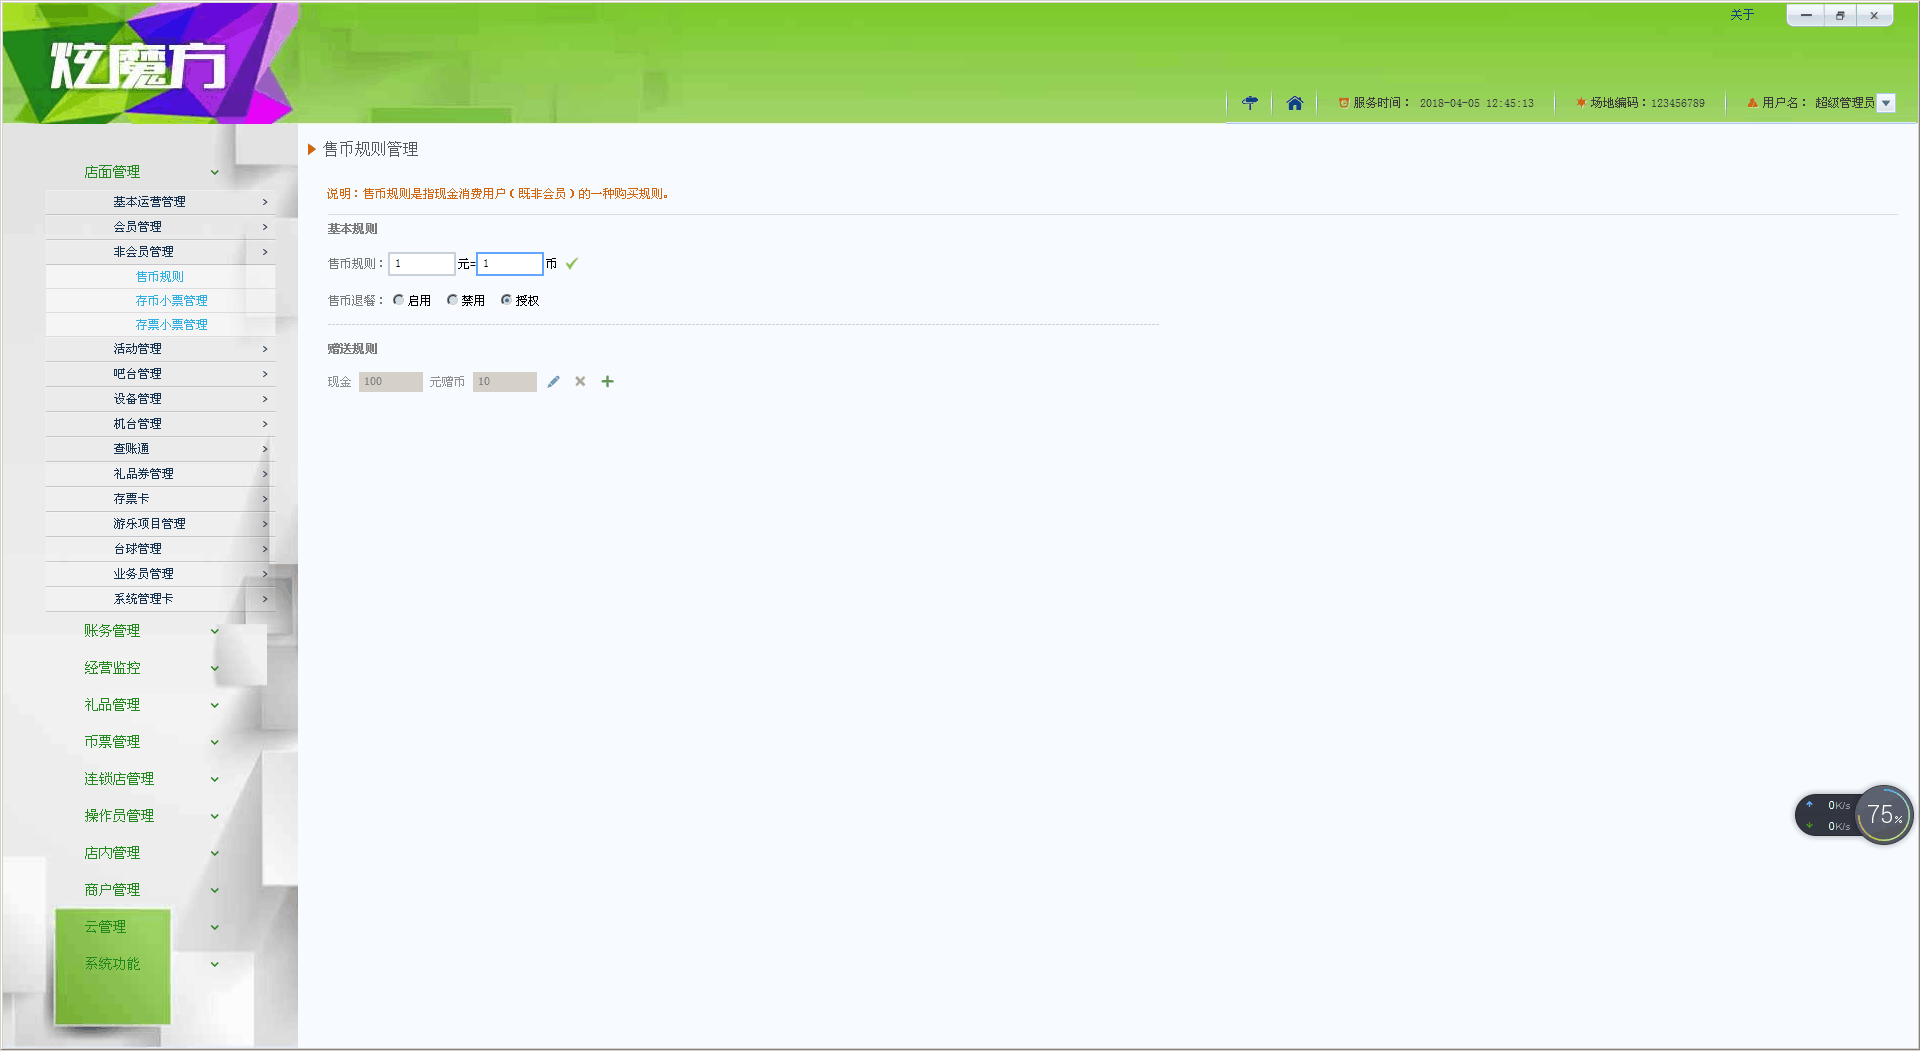 关于
炫魔方
服务时间： 2018-04-05 12:45:13
场地编码：123456789
用户名： 超级管理员
店面管理
基本运营管理
会员管理
非会员管理
售币规则
存币小票管理
存票小票管理
活动管理
吧台管理
设备管理
机台管理
查账通
礼品券管理
存票卡
游乐项目管理
台球管理
业务员管理
系统管理卡
账务管理
经营监控
礼品管理
币票管理
连锁店管理
操作员管理
店内管理
商户管理
云管理
系统功能
售币规则管理
说明：售币规则是指现金消费用户（既非会员）的一种购买规则。
基本规则
售币规则： 1 元= 1 币
售币退餐： 启用 禁用 授权
赠送规则
现金 100 元赠币 10
0K/s
0K/s
75%